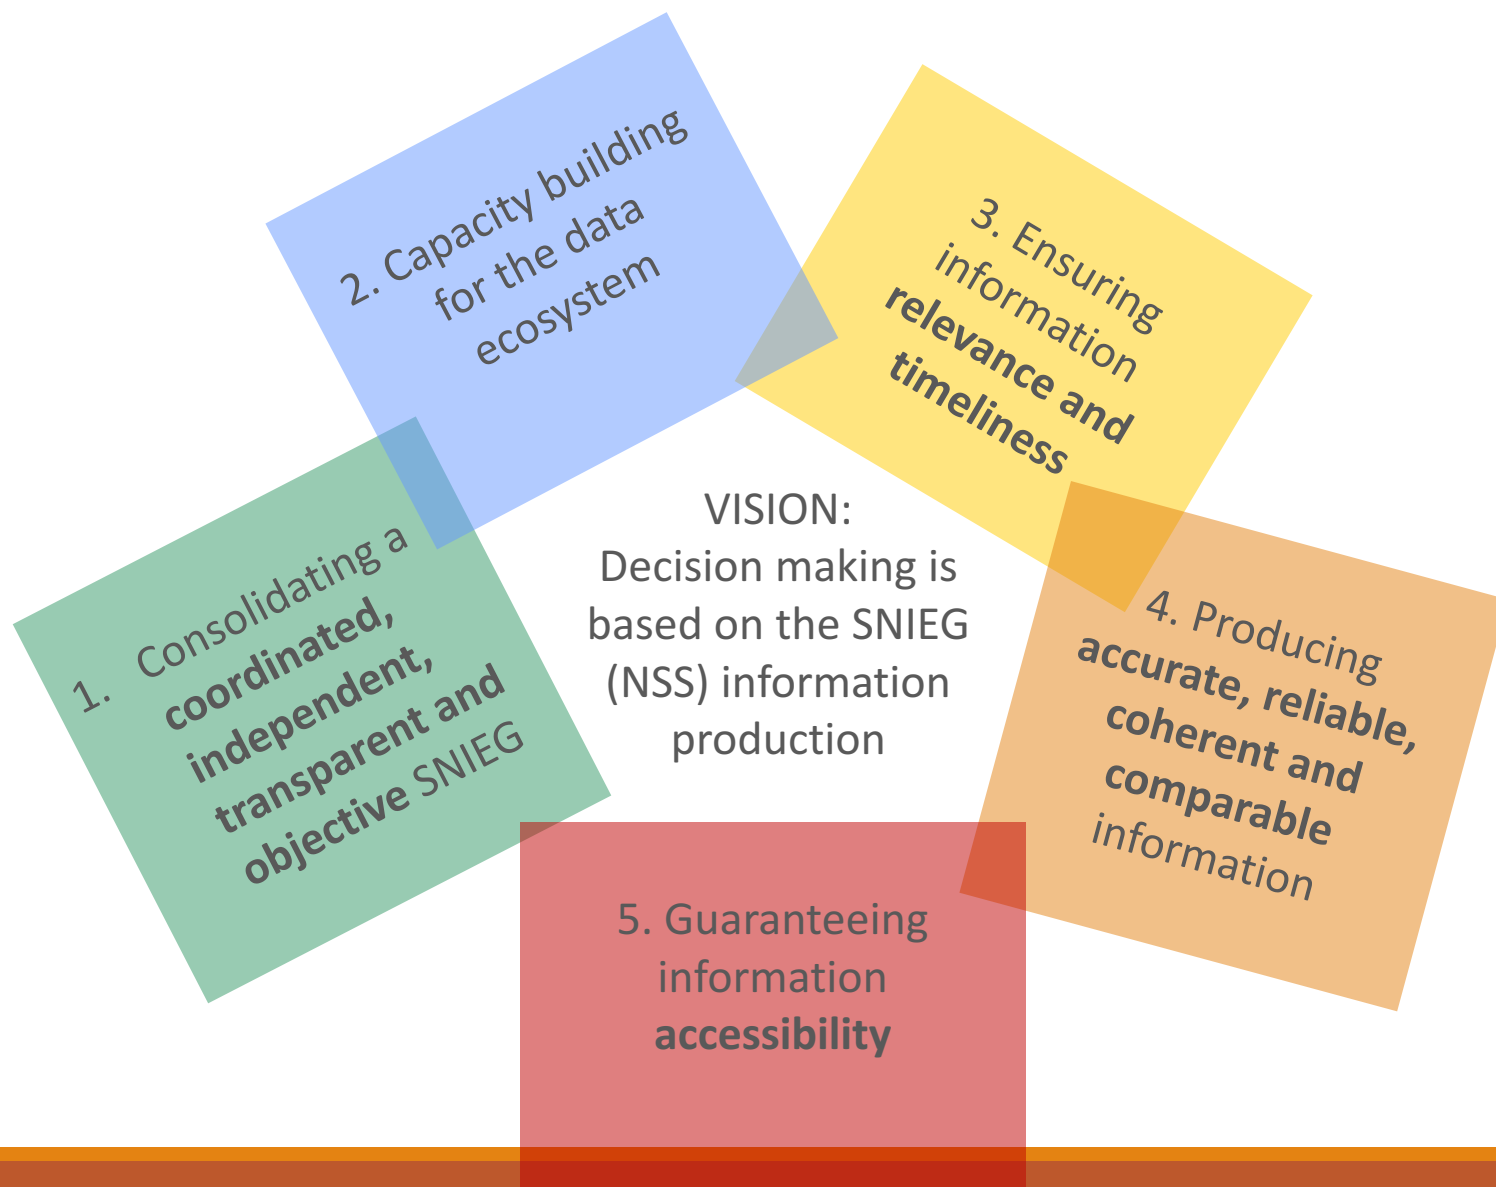 1. Consolidating a
coordinated,
independent,
transparent and
objective SNIEG
2. Capacity building
for the data
ecosystem
3. Ensuring
information
relevance and
timeliness
4. Producing
accurate, reliable,
coherent and
comparable
information
5. Guaranteeing
information
accessibility
VISION:
Decision making is
based on the SNIEG
(NSS) information
production